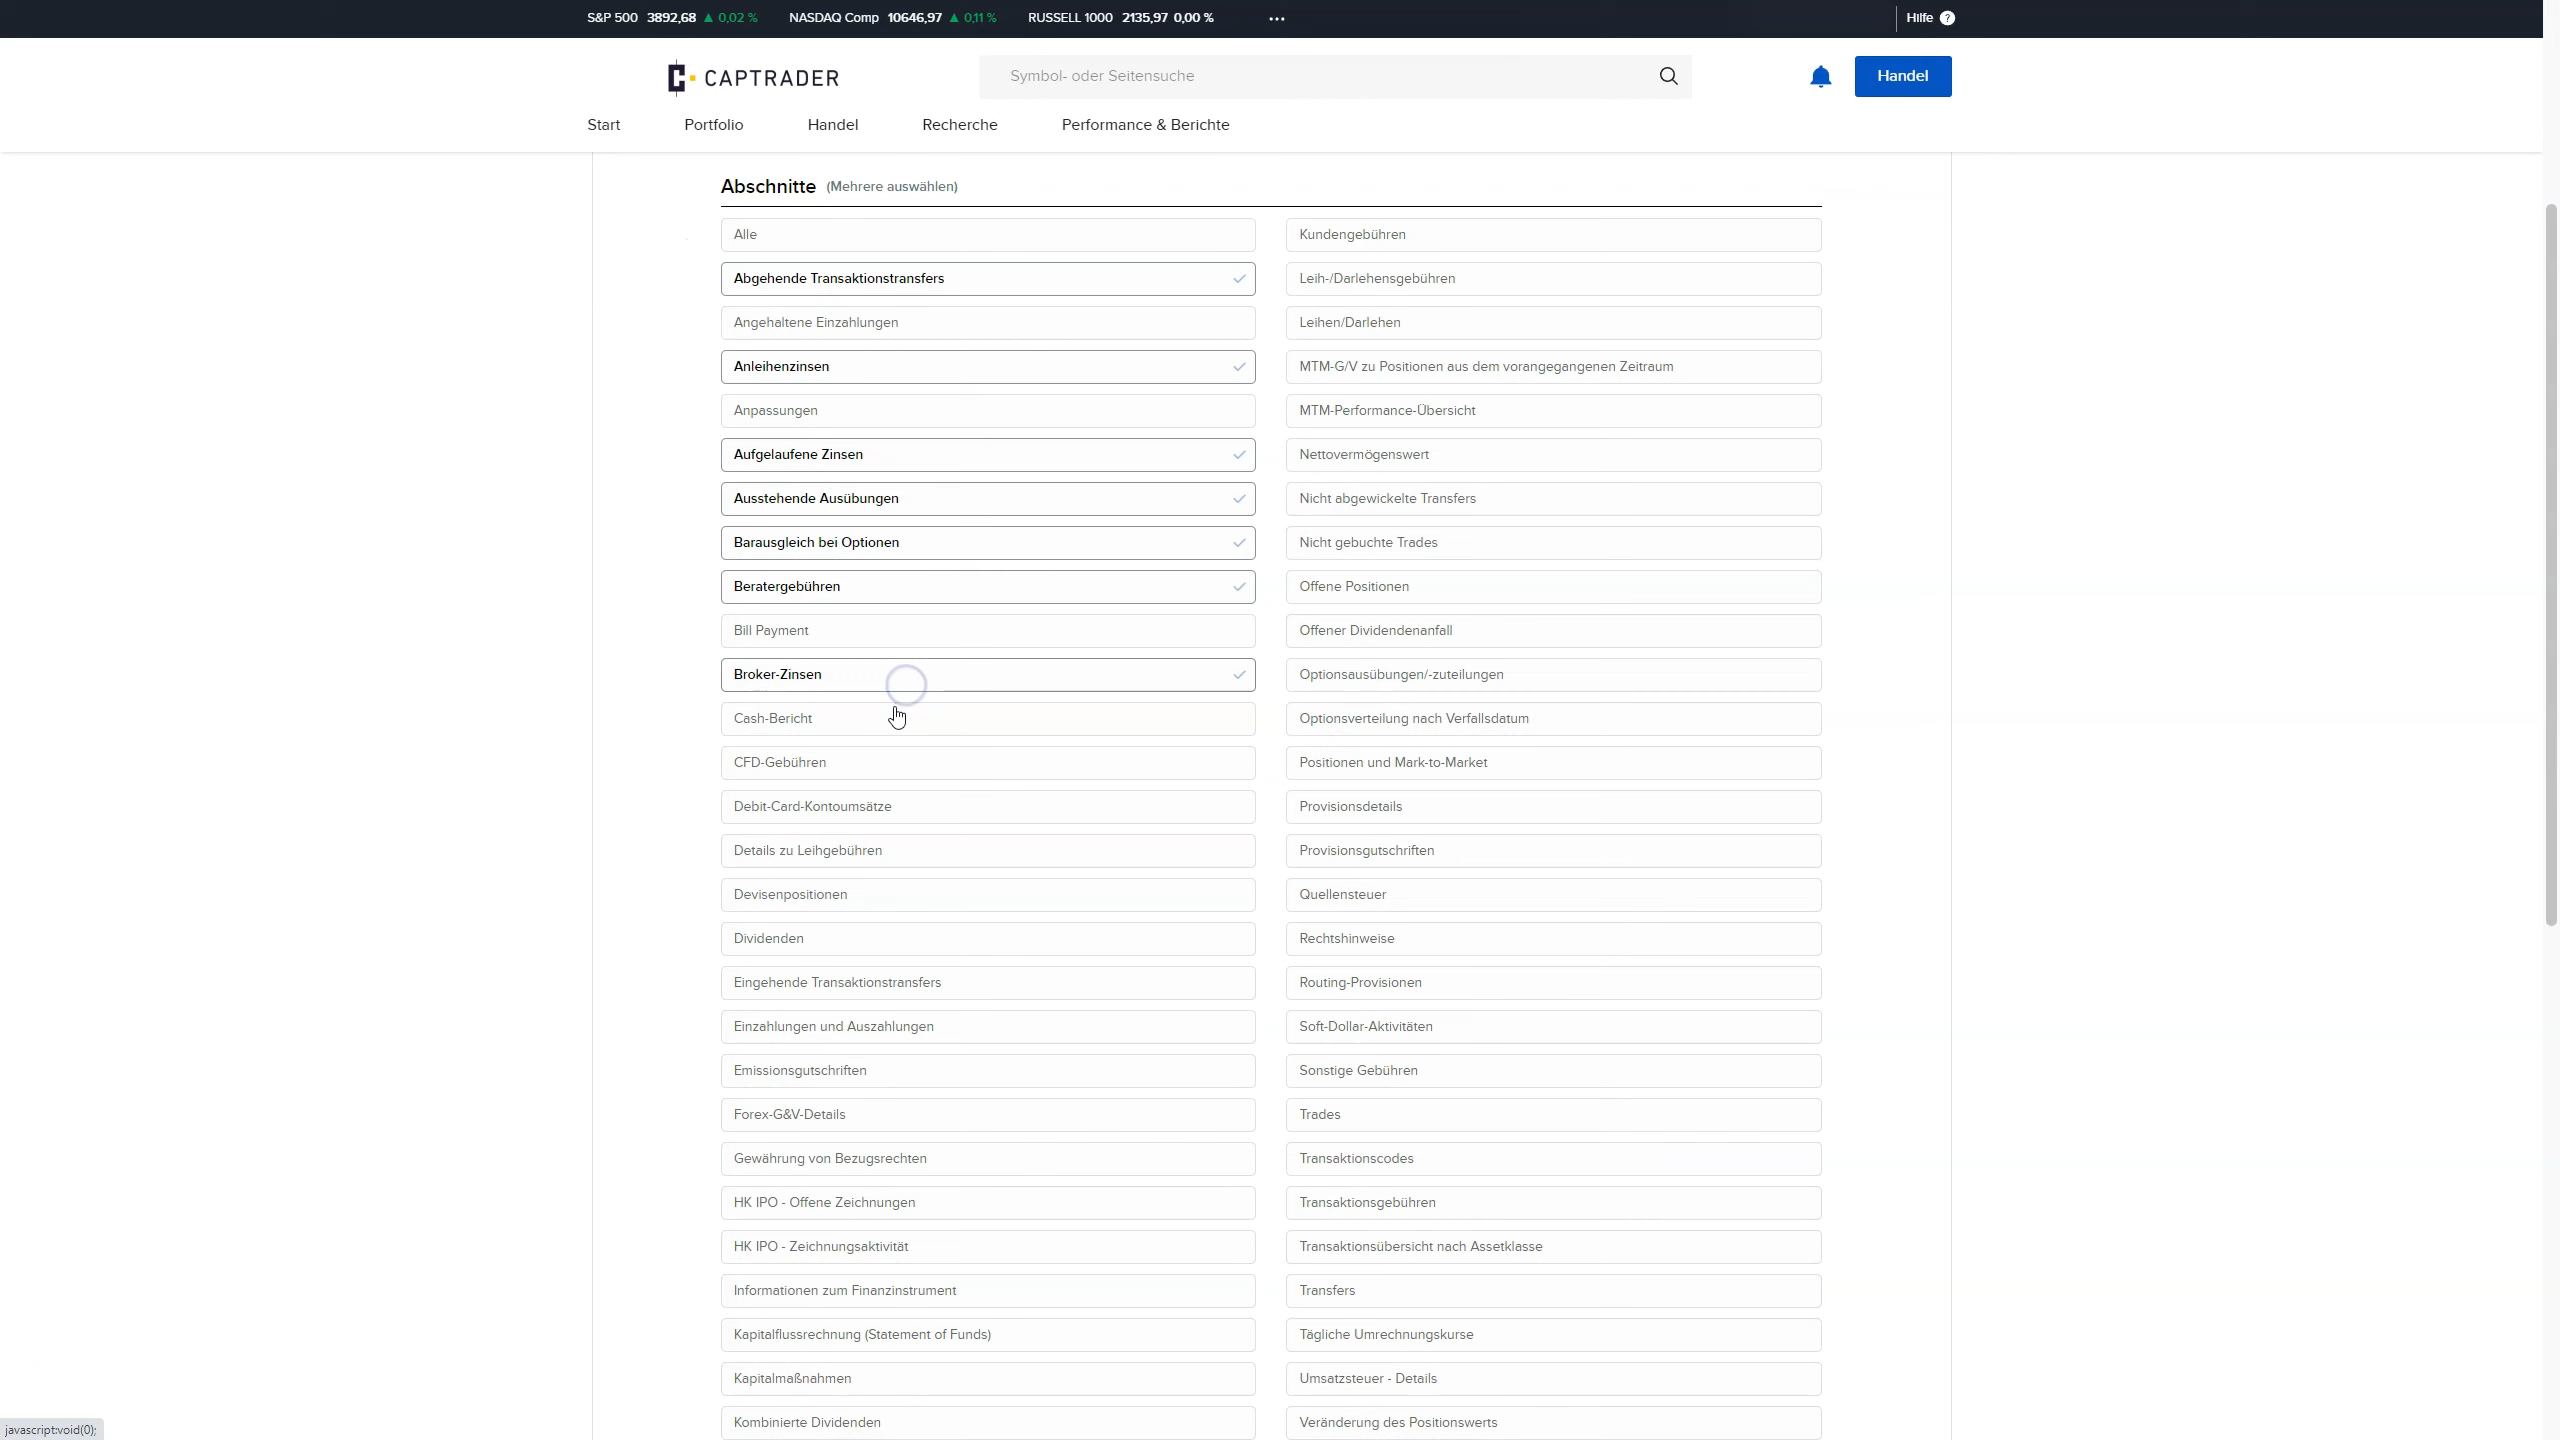 S&P 500 3892,68 ▲ 0,02 % NASDAQ Comp 10646,97 ▲ 0,11 % RUSSELL 1000 2135,97 0,00 % ••• Hilfe ?
CAPTRADER Symbol- oder Seitensuche Handel
Start Portfolio Handel Recherche Performance & Berichte
Abschnitte (Mehrere auswählen)
Alle
Abgehende Transaktionstransfers
Angehaltene Einzahlungen
Anleihenzinsen
Anpassungen
Aufgelaufene Zinsen
Ausstehende Ausübungen
Barausgleich bei Optionen
Beratergebühren
Bill Payment
Broker-Zinsen
Cash-Bericht
CFD-Gebühren
Debit-Card-Kontoumsätze
Details zu Leihgebühren
Devisenpositionen
Dividenden
Eingehende Transaktionstransfers
Einzahlungen und Auszahlungen
Emissionsgutschriften
Forex-G&V-Details
Gewährung von Bezugsrechten
HK IPO - Offene Zeichnungen
HK IPO - Zeichnungsaktivität
Informationen zum Finanzinstrument
Kapitalflussrechnung (Statement of Funds)
Kapitalmaßnahmen
Kombinierte Dividenden
Kundengebühren
Leih-/Darlehensgebühren
Leihen/Darlehen
MTM-G/V zu Positionen aus dem vorangegangenen Zeitraum
MTM-Performance-Übersicht
Nettovermögenswert
Nicht abgewickelte Transfers
Nicht gebuchte Trades
Offene Positionen
Offener Dividendenanfall
Optionsausübungen/-zuteilungen
Optionsverteilung nach Verfallsdatum
Positionen und Mark-to-Market
Provisionsdetails
Provisionsgutschriften
Quellensteuer
Rechtshinweise
Routing-Provisionen
Soft-Dollar-Aktivitäten
Sonstige Gebühren
Trades
Transaktionscodes
Transaktionsgebühren
Transaktionsübersicht nach Assetklasse
Transfers
Tägliche Umrechnungskurse
Umsatzsteuer - Details
Veränderung des Positionswerts
javascript:void(0);